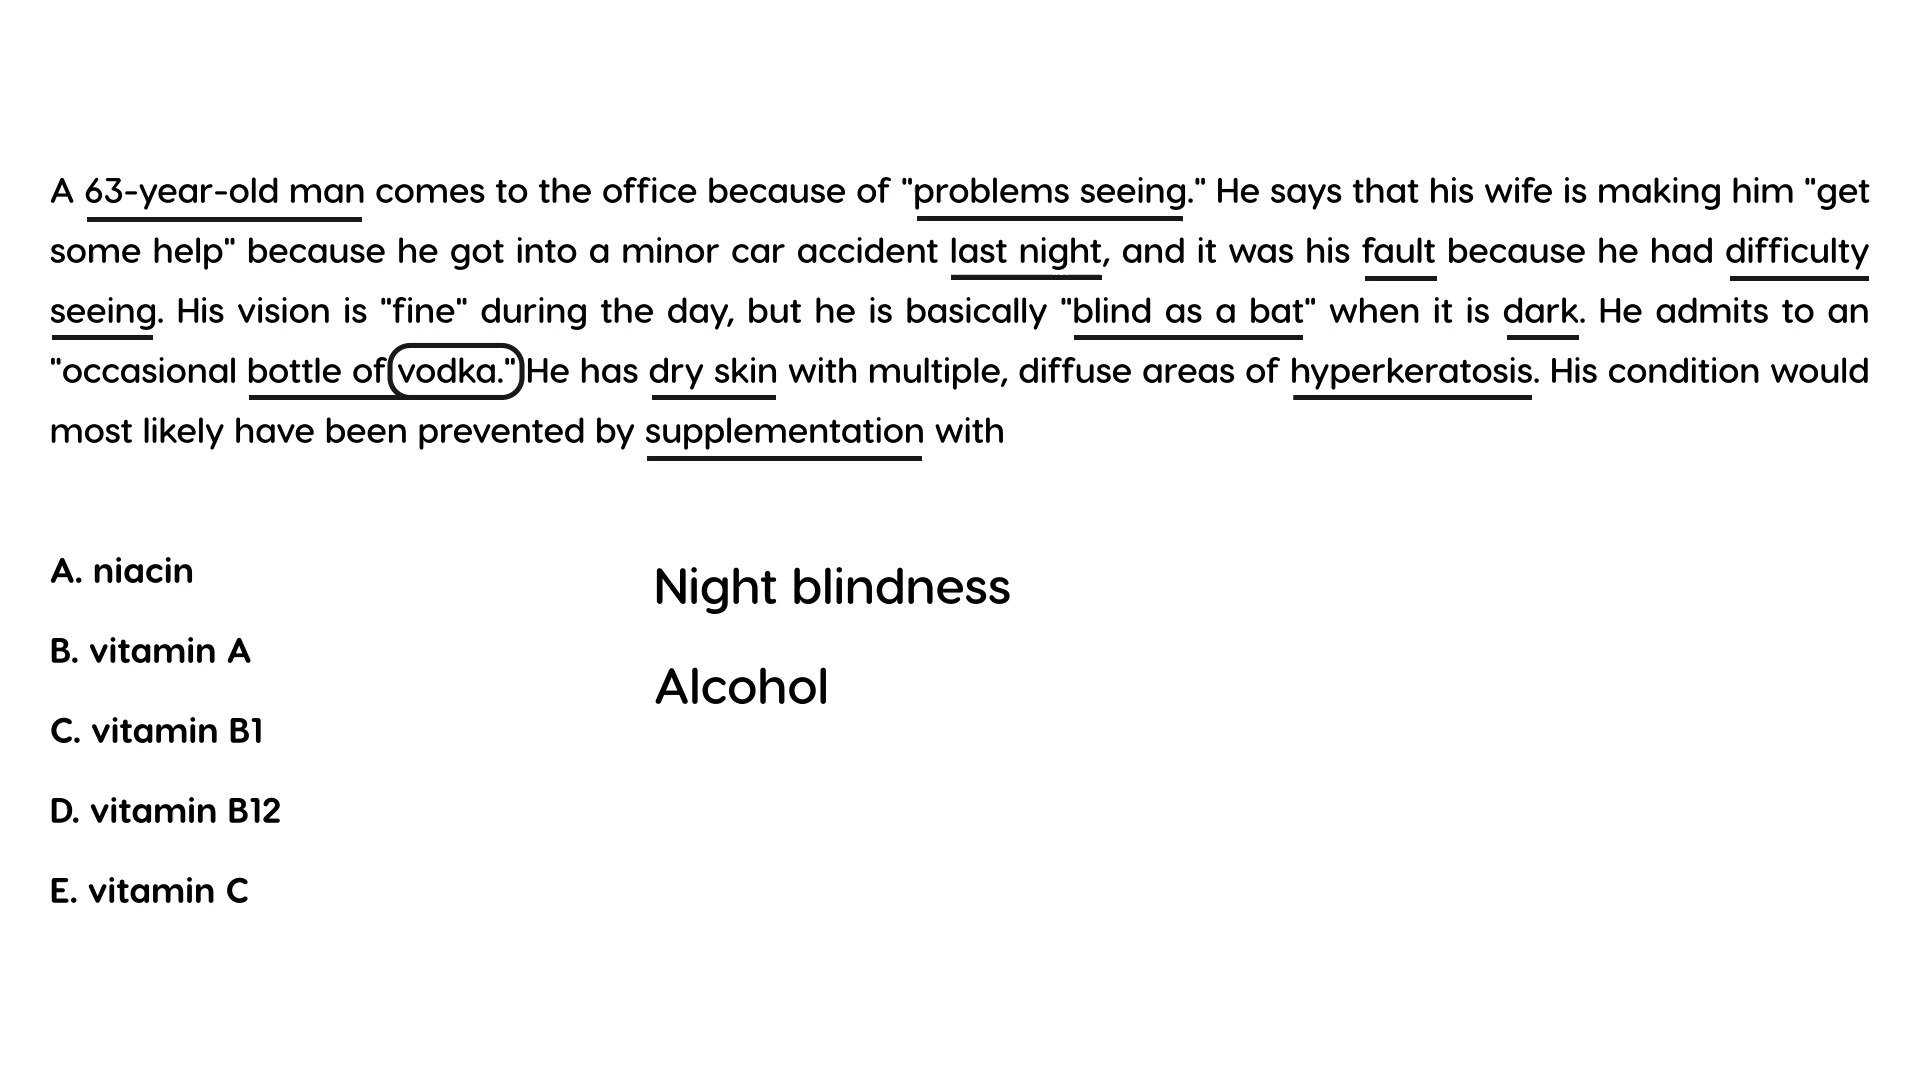 A 63-year-old man comes to the office because of "problems seeing." He says that his wife is making him "get
some help" because he got into a minor car accident last night, and it was his fault because he had difficulty
seeing. His vision is "fine" during the day, but he is basically "blind as a bat" when it is dark. He admits to an
"occasional bottle of vodka." He has dry skin with multiple, diffuse areas of hyperkeratosis. His condition would
most likely have been prevented by supplementation with
A. niacin
B. vitamin A
C. vitamin B1
D. vitamin B12
E. vitamin C
Night blindness
Alcohol